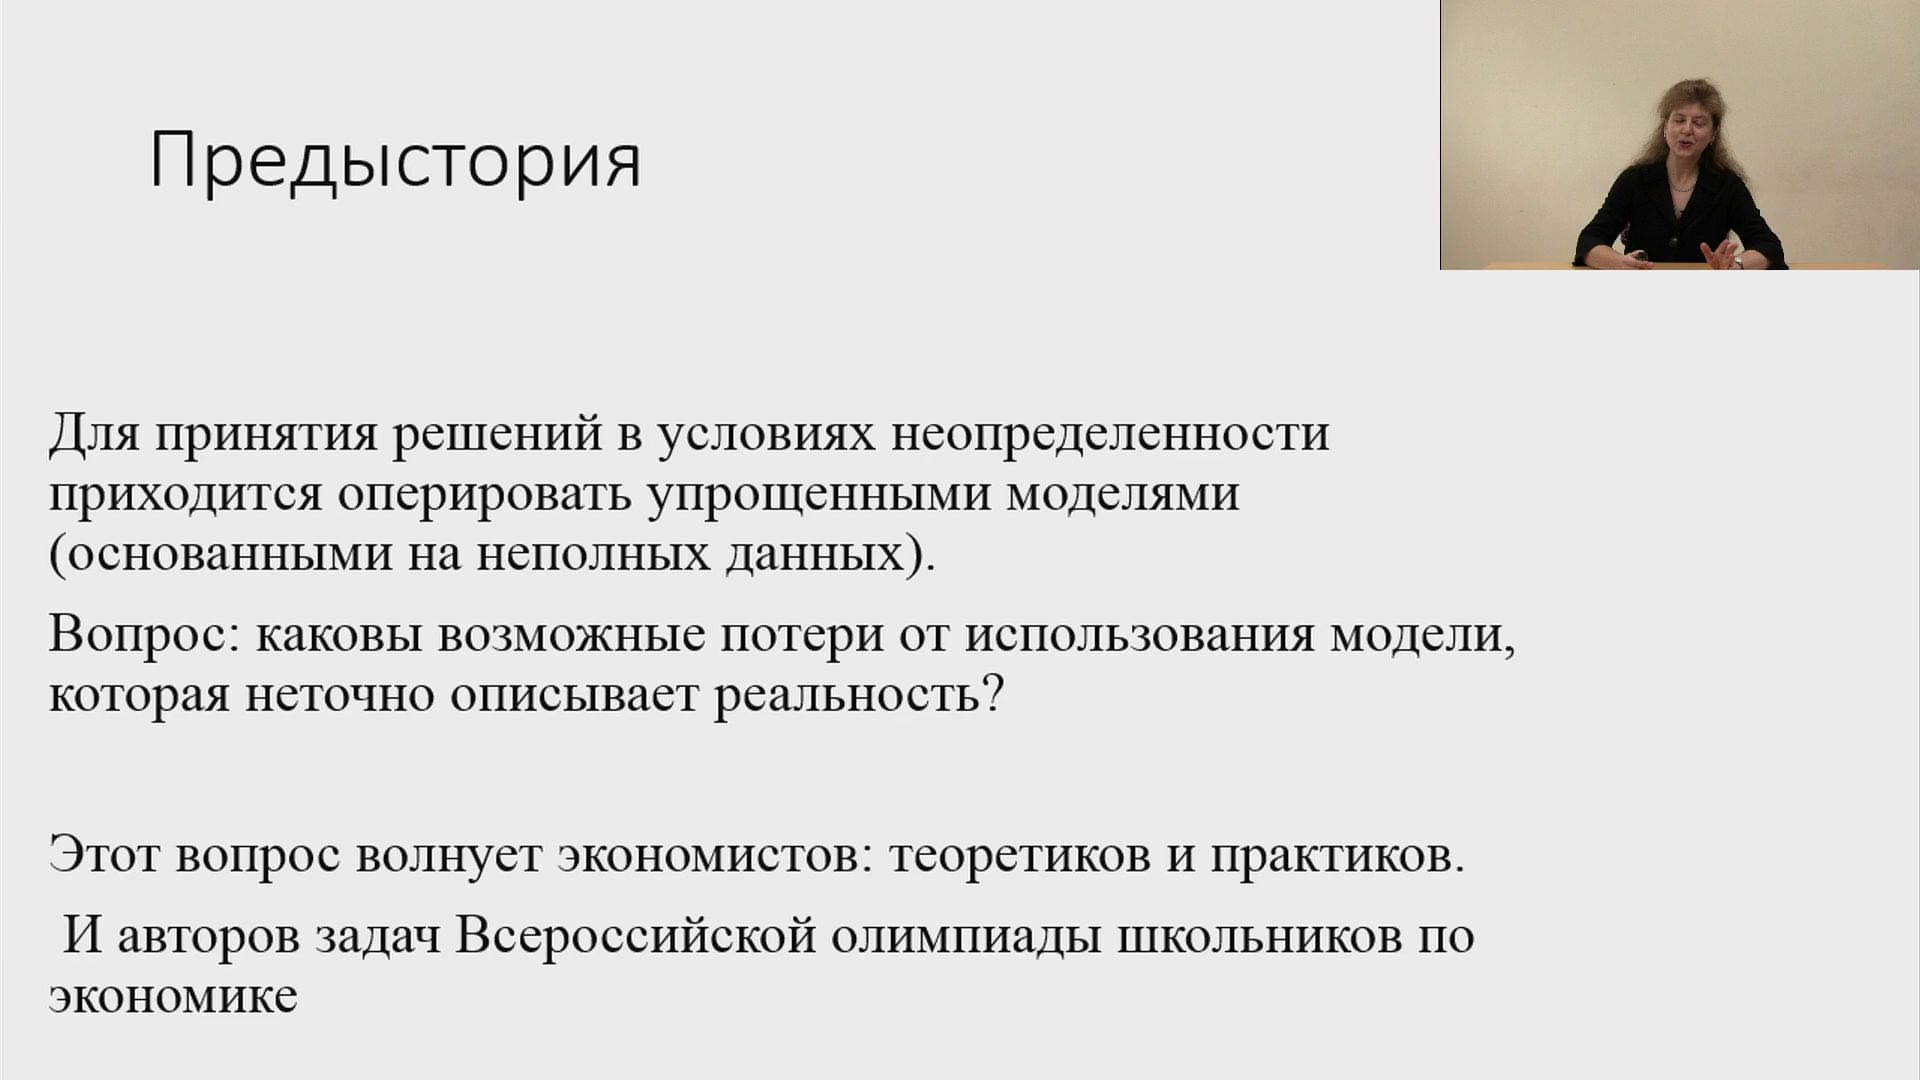 Предыстория
Для принятия решений в условиях неопределенности
приходится оперировать упрощенными моделями
(основанными на неполных данных).
Вопрос: каковы возможные потери от использования модели,
которая неточно описывает реальность?
Этот вопрос волнует экономистов: теоретиков и практиков.
И авторов задач Всероссийской олимпиады школьников по
экономике